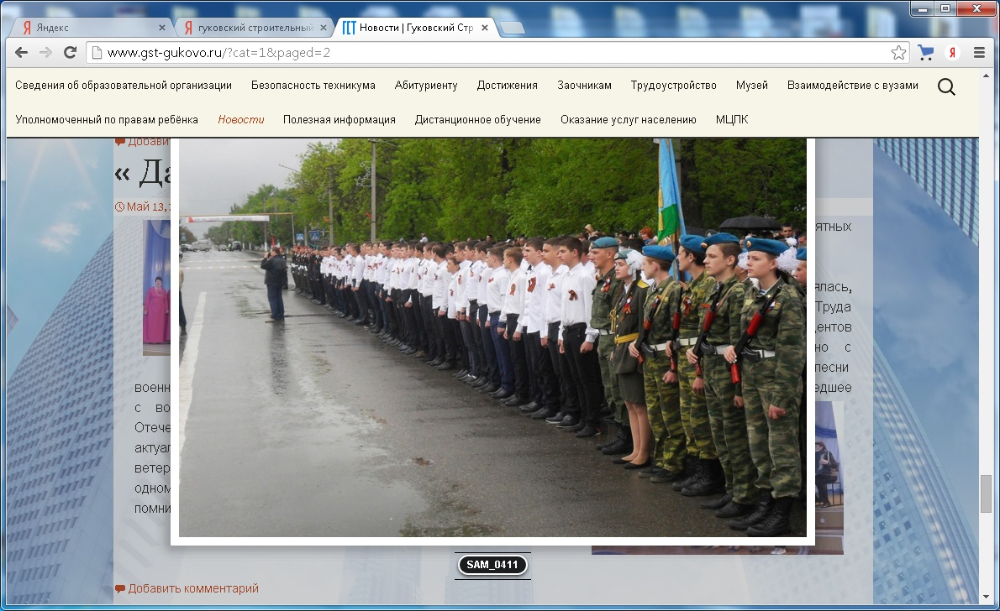 Яндекс
гуковский строительный
Новости | Гуковский Стр
www.gst-gukovo.ru/?cat=1&paged=2
Сведения об образовательной организации Безопасность техникума Абитуриенту Достижения Заочникам Трудоустройство Музей Взаимодействие с вузами
Уполномоченный по правам ребёнка Новости Полезная информация Дистанционное обучение Оказание услуг населению МЦПК
Добави
« Да
Май 13,
ятных
ялась,
Труда
дентов
но с
песни
военн
едшее
с во
Отече
актуал
ветер
одном
помни
SAM_0411
Добавить комментарий